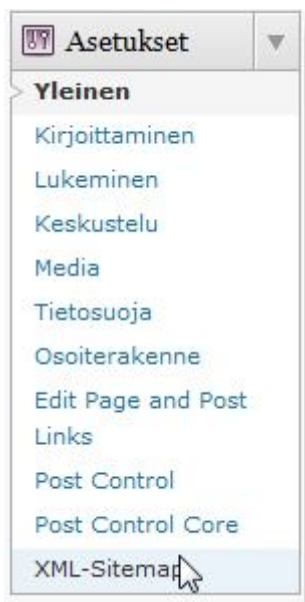 Asetukset
Yleinen
Kirjoittaminen
Lukeminen
Keskustelu
Media
Tietosuoja
Osoiterakenne
Edit Page and Post
Links
Post Control
Post Control Core
XML-Sitemap